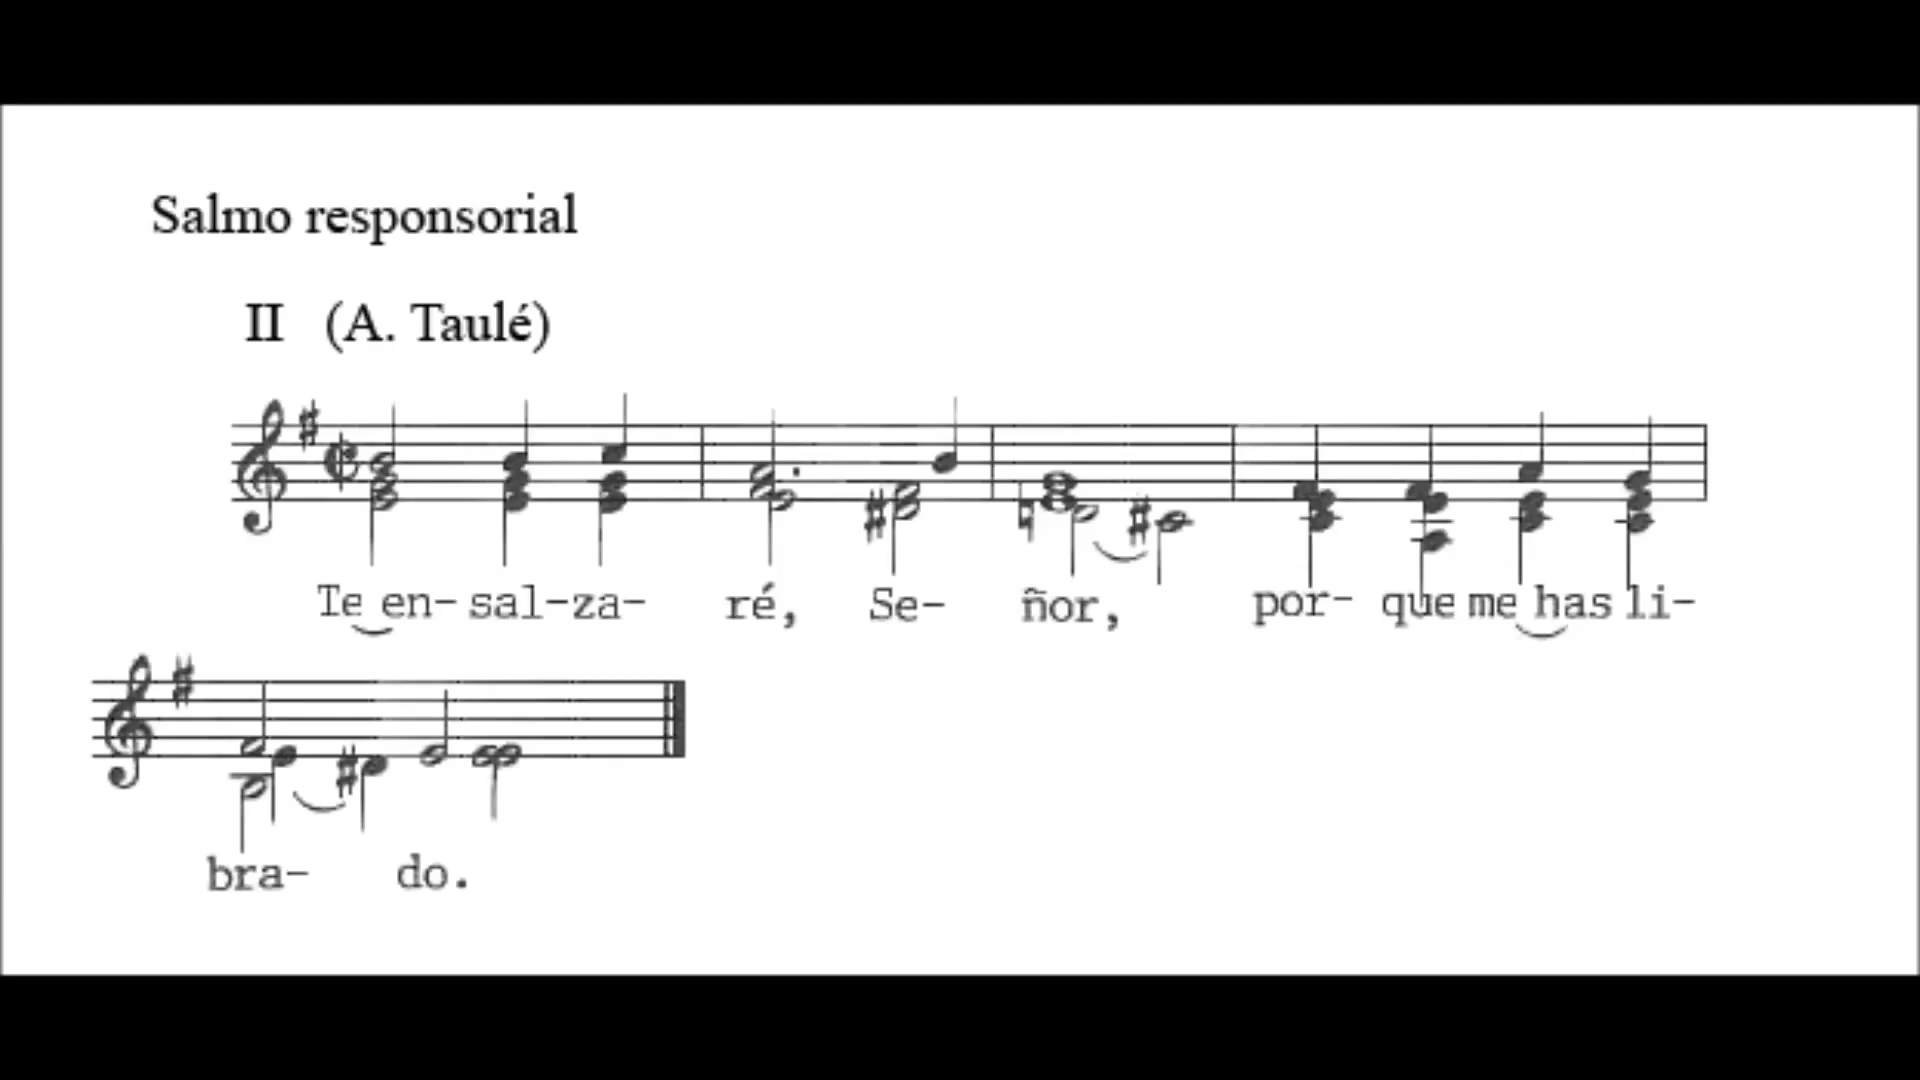 Salmo responsorial
II (A. Taulé)
Te en- sal-za- ré, Se- ñor, por- que me has li-
bra- do.